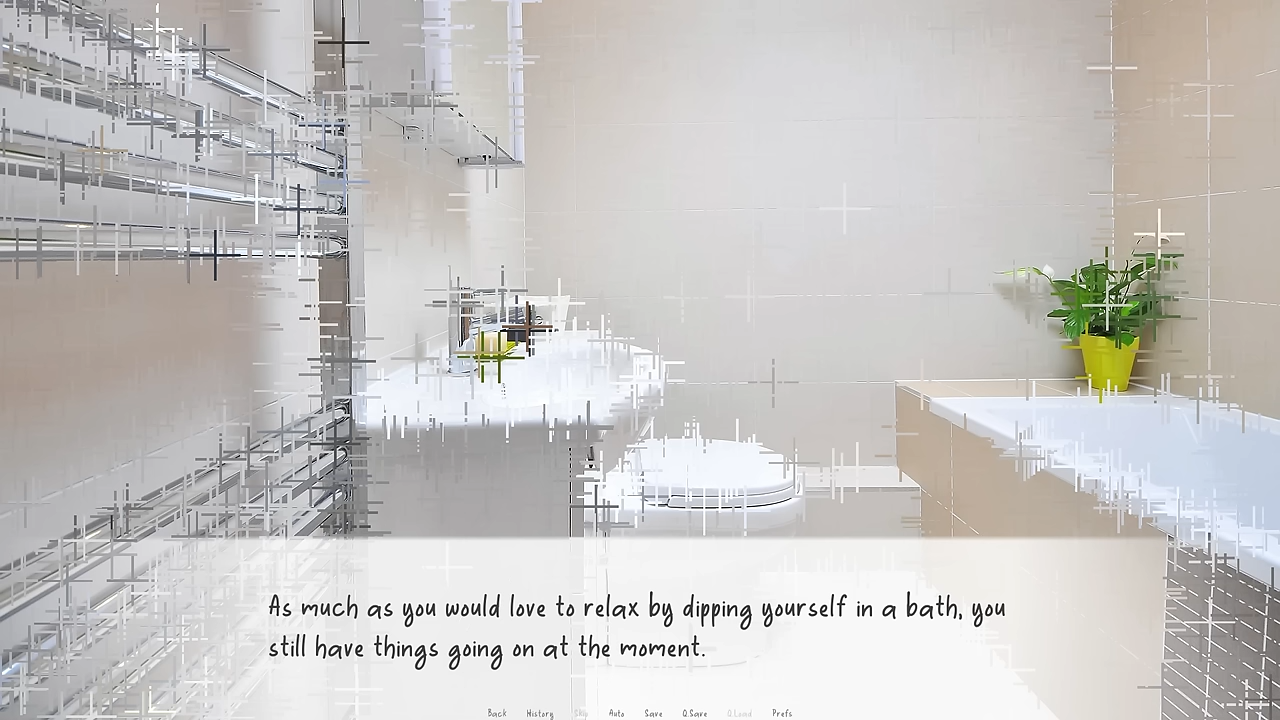 As much as you would love to relax by dipping yourself in a bath, you
still have things going on at the moment.
Back History Skip Auto Save Q.Save Q.Load Prefs